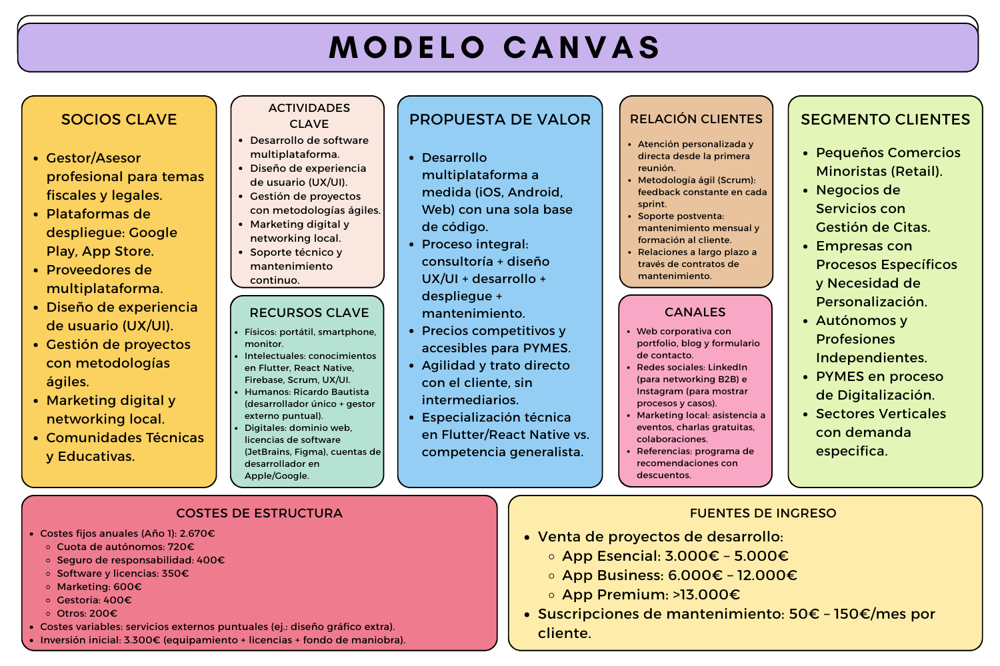 MODELO CANVAS
SOCIOS CLAVE
• Gestor/Asesor
profesional para temas
fiscales y legales.
• Plataformas de
despliegue: Google
Play, App Store.
• Proveedores de
multiplataforma.
• Diseño de experiencia
de usuario (UX/UI).
• Gestión de proyectos
con metodologías
ágiles.
• Marketing digital y
networking local.
• Comunidades Técnicas
y Educativas.
ACTIVIDADES
CLAVE
• Desarrollo de software
multiplataforma.
• Diseño de experiencia
de usuario (UX/UI).
• Gestión de proyectos
con metodologías ágiles.
• Marketing digital y
networking local.
• Soporte técnico y
mantenimiento
continuo.
RECURSOS CLAVE
• Físicos: portátil, smartphone,
monitor.
• Intelectuales: conocimientos
en Flutter, React Native,
Firebase, Scrum, UX/UI.
• Humanos: Ricardo Bautista
(desarrollador único + gestor
externo puntual).
• Digitales: dominio web,
licencias de software
(JetBrains, Figma), cuentas de
desarrollador en
Apple/Google.
PROPUESTA DE VALOR
• Desarrollo
multiplataforma a
medida (iOS, Android,
Web) con una sola base
de código.
• Proceso integral:
consultoría + diseño
UX/UI + desarrollo +
despliegue +
mantenimiento.
• Precios competitivos y
accesibles para PYMES.
• Agilidad y trato directo
con el cliente, sin
intermediarios.
• Especialización técnica
en Flutter/React Native vs.
competencia generalista.
RELACIÓN CLIENTES
• Atención personalizada y
directa desde la primera
reunión.
• Metodología ágil (Scrum):
feedback constante en cada
sprint.
• Soporte postventa:
mantenimiento mensual y
formación al cliente.
• Relaciones a largo plazo a
través de contratos de
mantenimiento.
CANALES
• Web corporativa con
portfolio, blog y formulario
de contacto.
• Redes sociales: LinkedIn
(para networking B2B) e
Instagram (para mostrar
procesos y casos).
• Marketing local: asistencia a
eventos, charlas gratuitas,
colaboraciones.
• Referencias: programa de
recomendaciones con
descuentos.
SEGMENTO CLIENTES
• Pequeños Comercios
Minoristas (Retail).
• Negocios de
Servicios con
Gestión de Citas.
• Empresas con
Procesos Específicos
y Necesidad de
Personalización.
• Autónomos y
Profesiones
Independientes.
• PYMES en proceso
de Digitalización.
• Sectores Verticales
con demanda
especifica.
COSTES DE ESTRUCTURA
• Costes fijos anuales (Año 1): 2.670€
◦ Cuota de autónomos: 720€
◦ Seguro de responsabilidad: 400€
◦ Software y licencias: 350€
◦ Marketing: 600€
◦ Gestoría: 400€
◦ Otros: 200€
• Costes variables: servicios externos puntuales (ej.: diseño gráfico extra).
• Inversión inicial: 3.300€ (equipamiento + licencias + fondo de maniobra).
FUENTES DE INGRESO
• Venta de proyectos de desarrollo:
◦ App Esencial: 3.000€ – 5.000€
◦ App Business: 6.000€ – 12.000€
◦ App Premium: >13.000€
• Suscripciones de mantenimiento: 50€ – 150€/mes por
cliente.